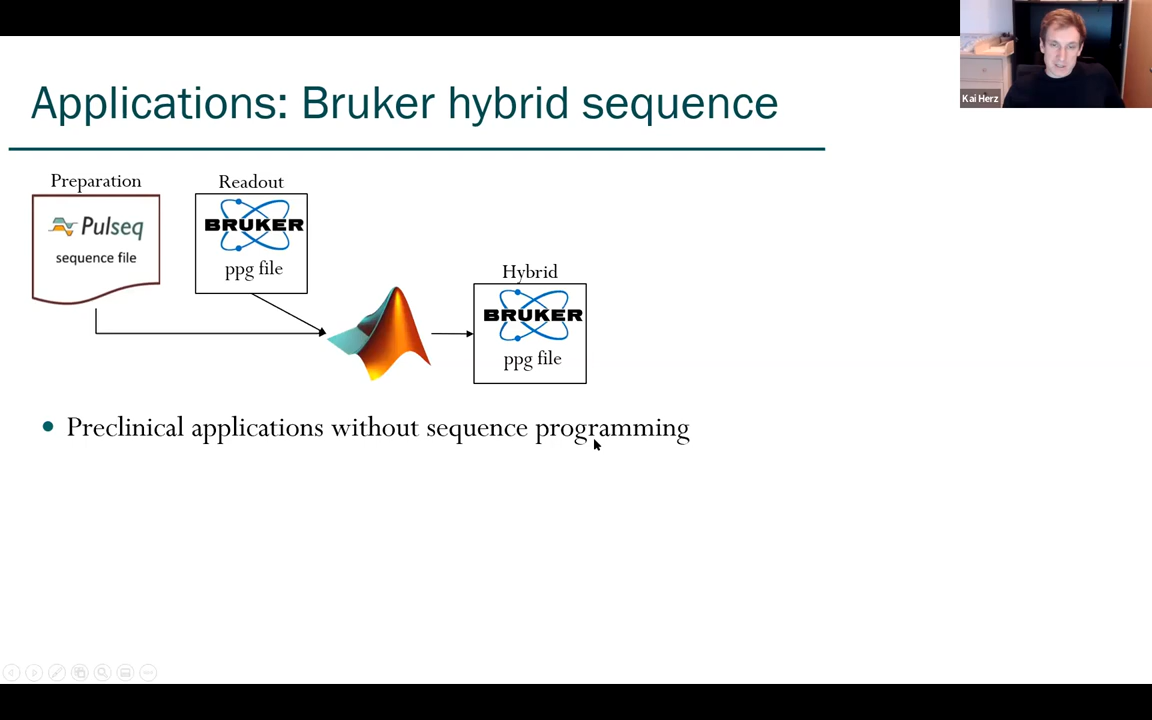 Kai Herz
Applications: Bruker hybrid sequence
Preparation
Readout
Pulseq
sequence file
BRUKER
ppg file
Hybrid
BRUKER
ppg file
Preclinical applications without sequence programming